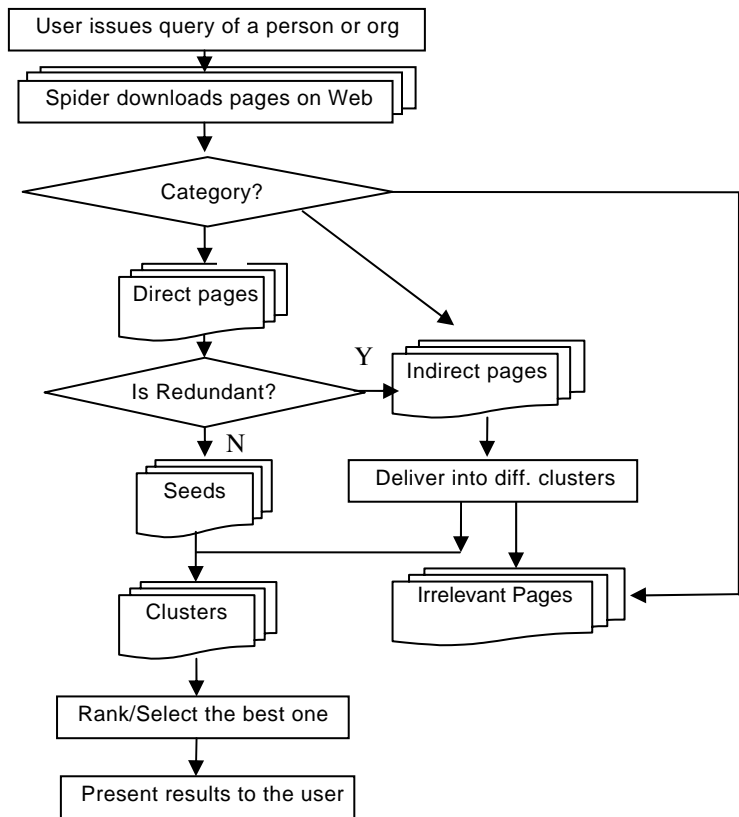 User issues query of a person or org
Spider downloads pages on Web
Category?
Direct pages
Y
Indirect pages
Is Redundant?
N
Seeds
Deliver into diff. clusters
Clusters
Irrelevant Pages
Rank/Select the best one
Present results to the user